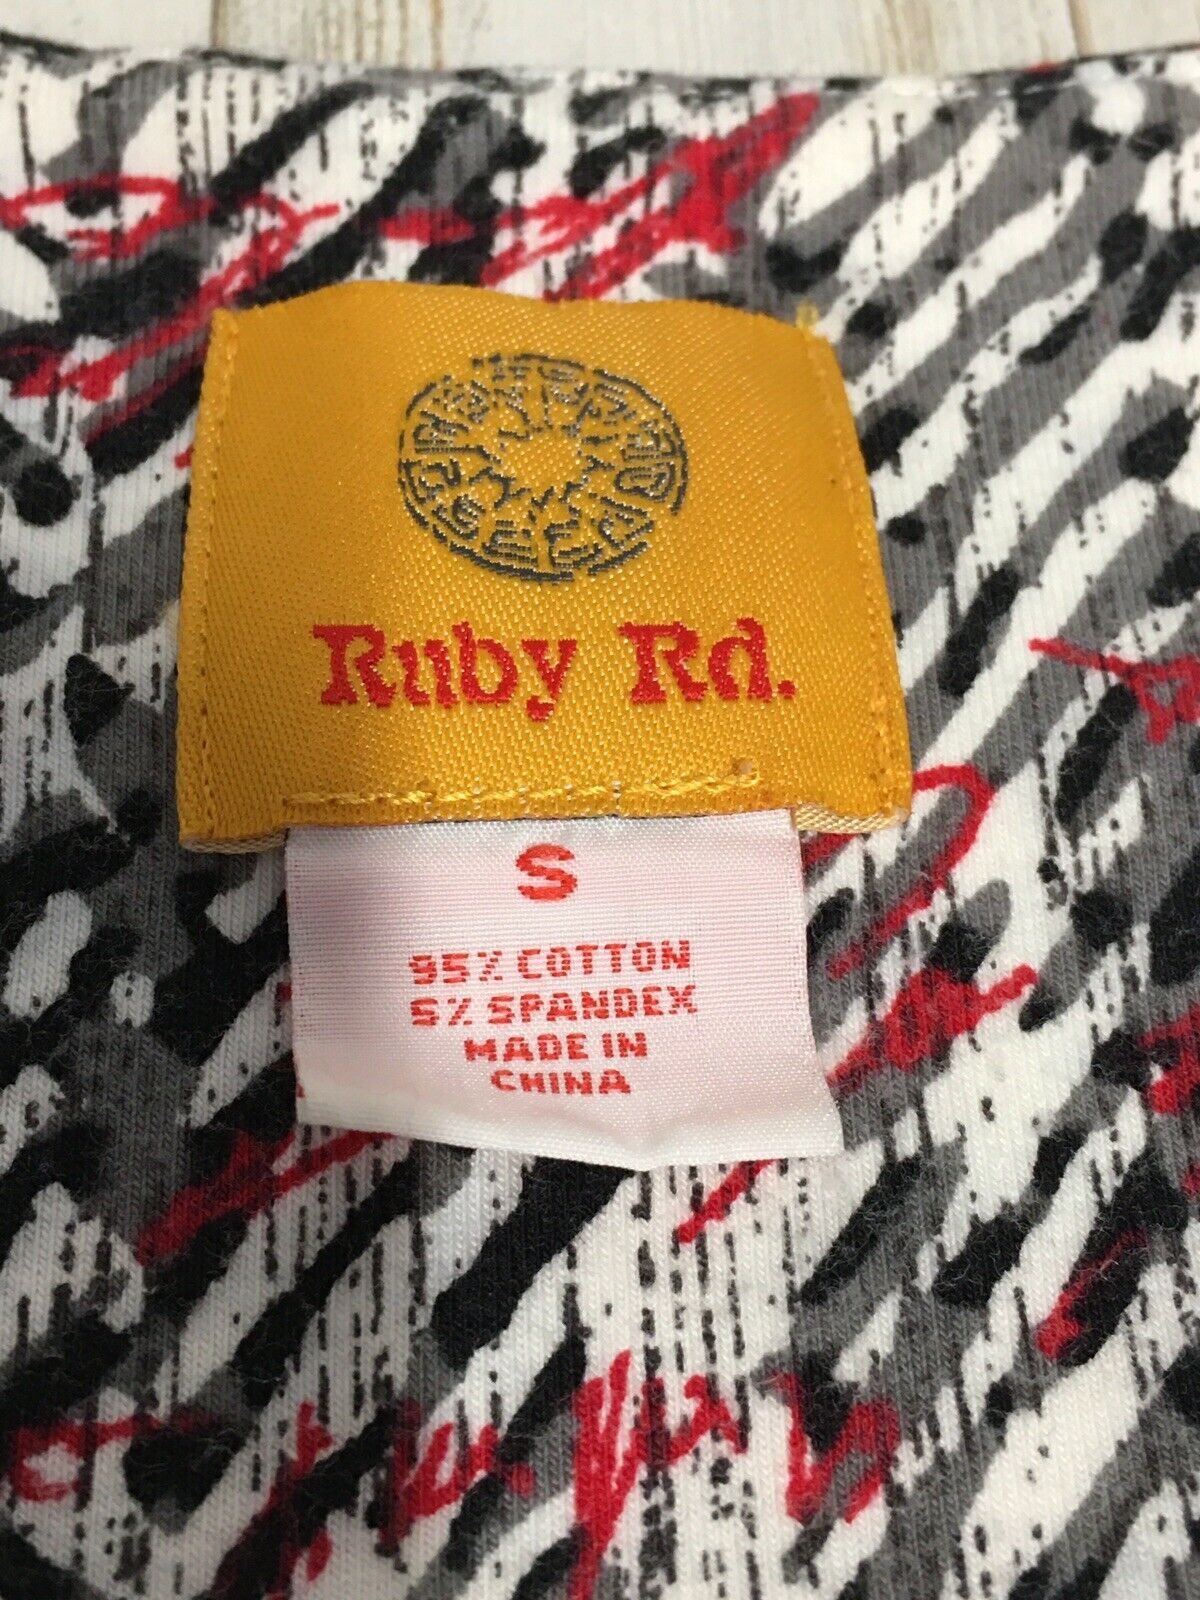 Ruby Rd.
S
95% COTTON
5% SPANDEX
MADE IN
CHINA